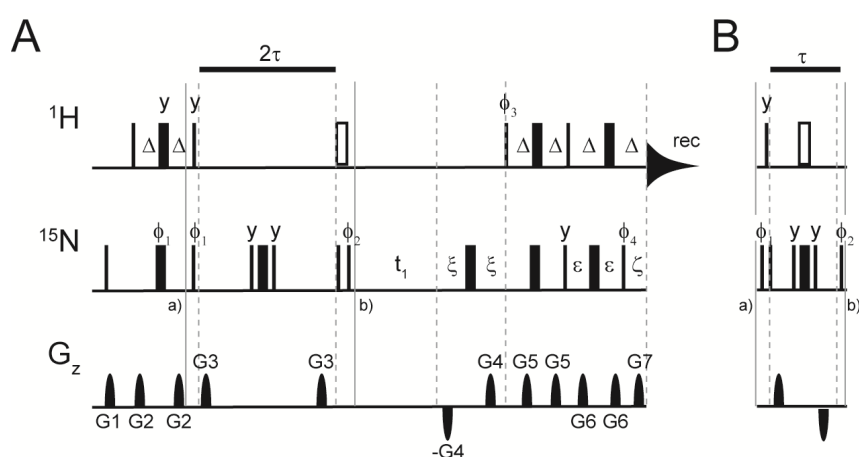 A
B
2τ
τ
y y
y
¹H
Δ Δ
ϕ₃
Δ Δ Δ Δ
rec
¹⁵N
ϕ₁ ϕ₁ y y ϕ₂
t₁
ξ ξ
y
ε ε
ϕ₄
ζ
ϕ₁ y y ϕ₂
a) b)
a) b)
G_z
G3 G3 G4 G5 G5 G7
G1 G2 G2 G6 G6
-G4